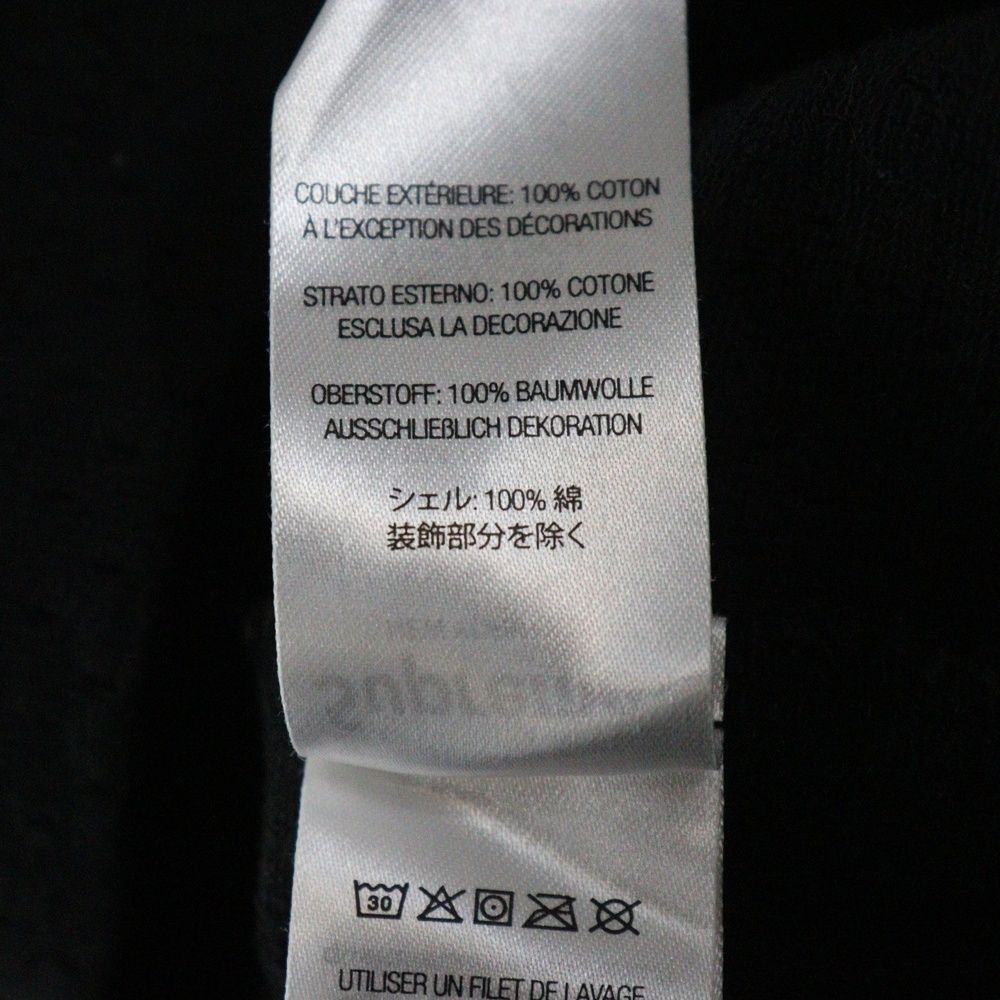 COUCHE EXTÉRIEURE: 100% COTON
À L'EXCEPTION DES DÉCORATIONS
STRATO ESTERNO: 100% COTONE
ESCLUSA LA DECORAZIONE
OBERSTOFF: 100% BAUMWOLLE
AUSSCHLIEßLICH DEKORATION
シェル: 100% 綿
装飾部分を除く
30
UTILISER UN FILET DE LAVAGE